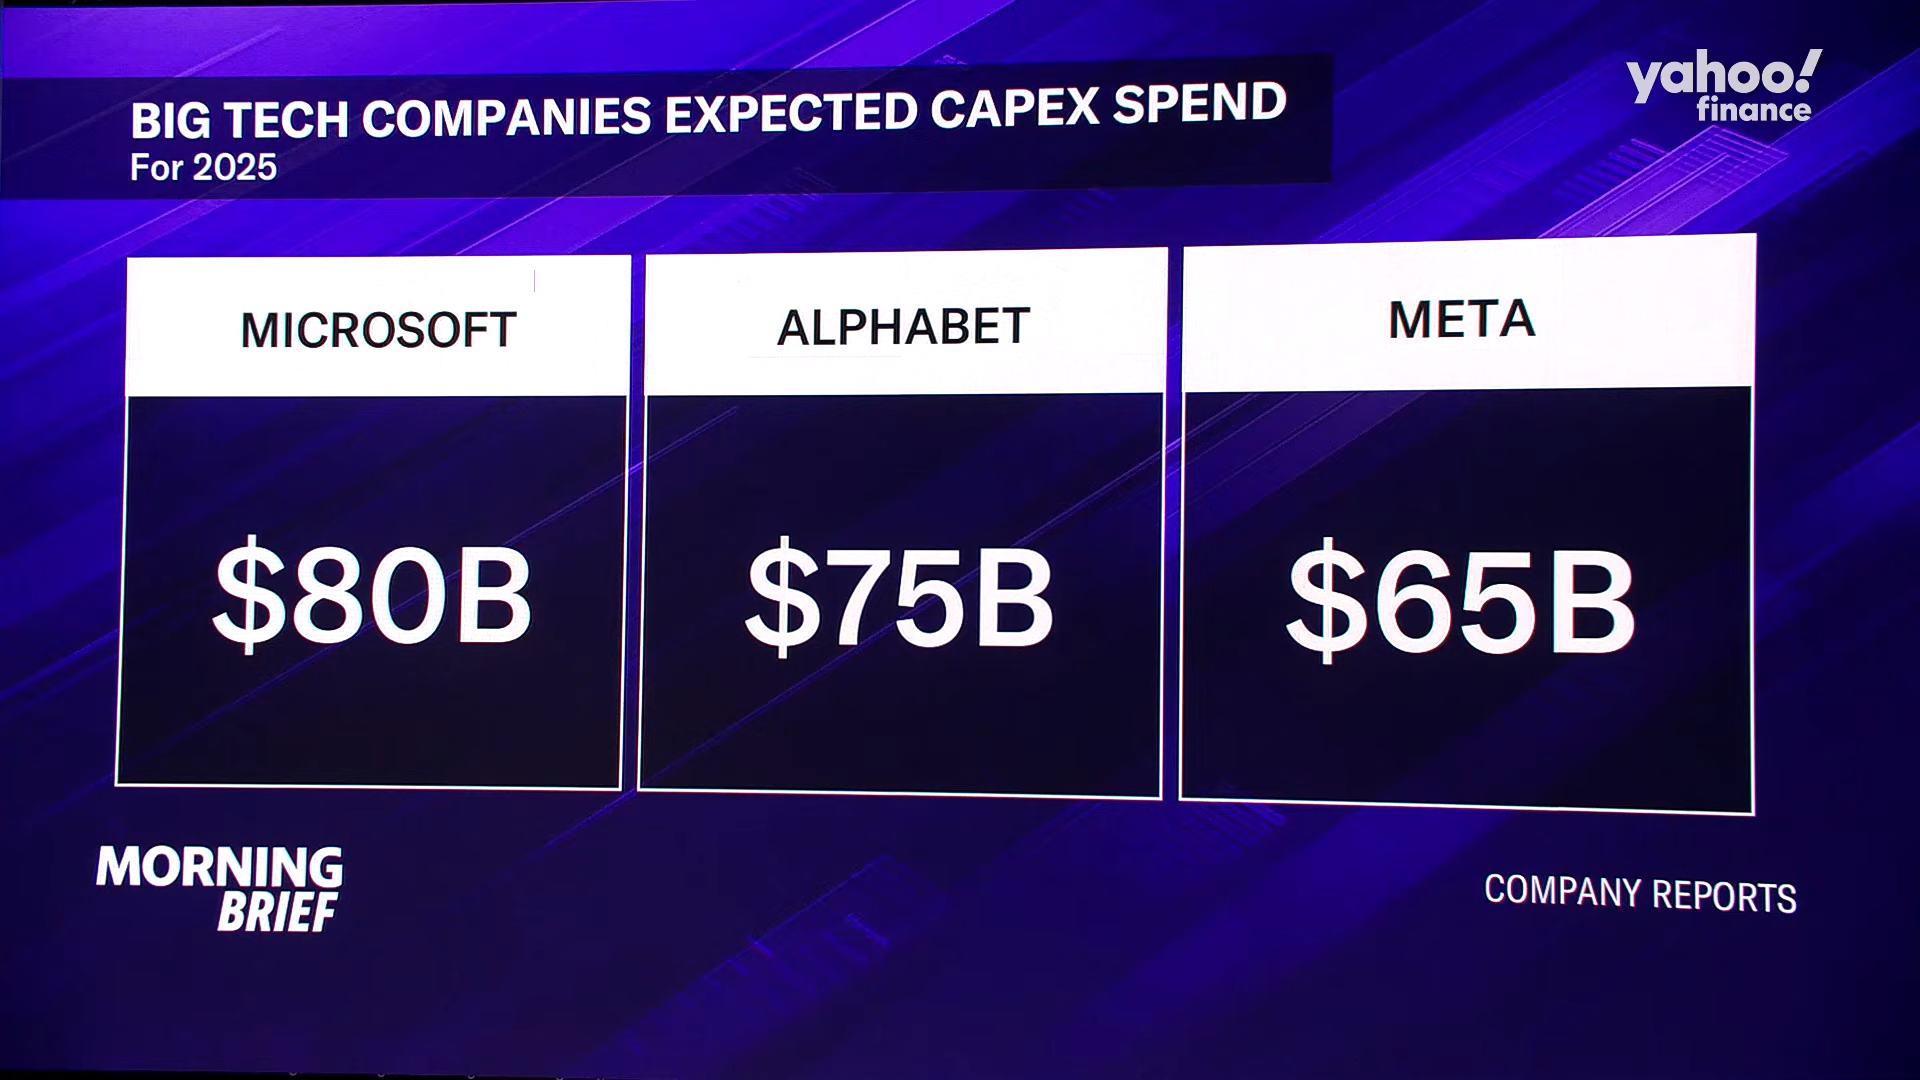 yahoo!
finance
BIG TECH COMPANIES EXPECTED CAPEX SPEND
For 2025
MICROSOFT
ALPHABET
META
$80B
$75B
$65B
MORNING
BRIEF
COMPANY REPORTS